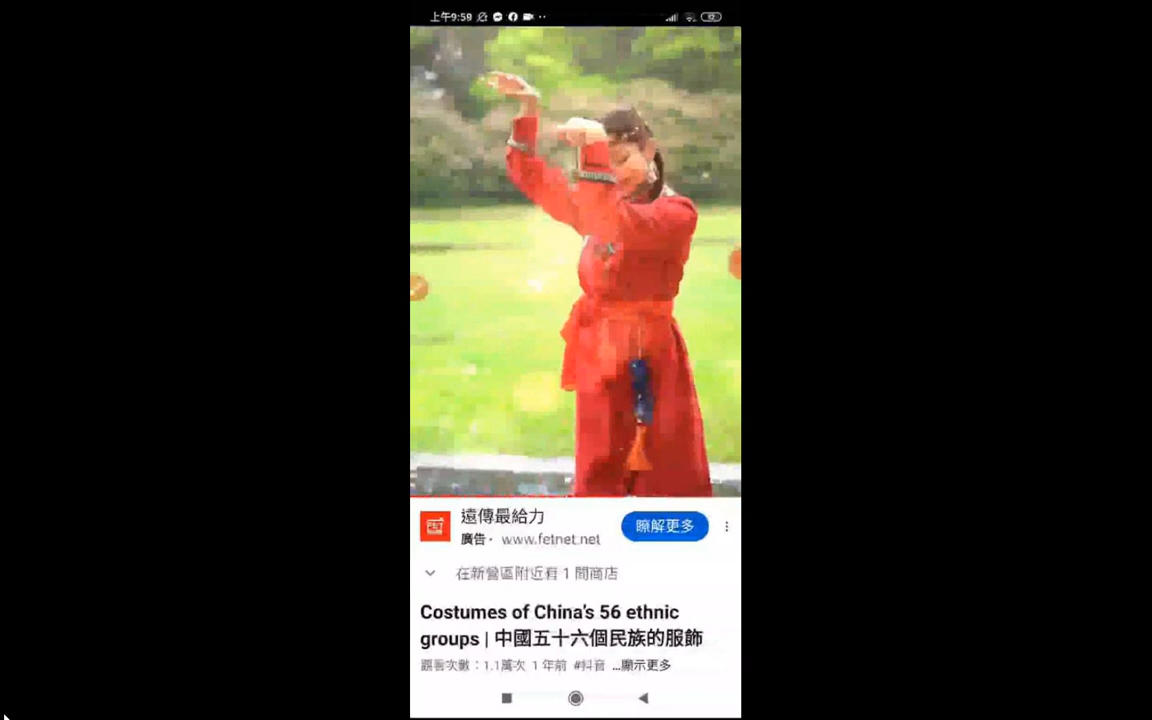 上午9:59
遠傳最給力
廣告· www.fetnet.net
瞭解更多
在新營區附近有 1 間商店
Costumes of China's 56 ethnic
groups | 中國五十六個民族的服飾
觀看次數：1.1萬次 1 年前 #抖音 ...顯示更多